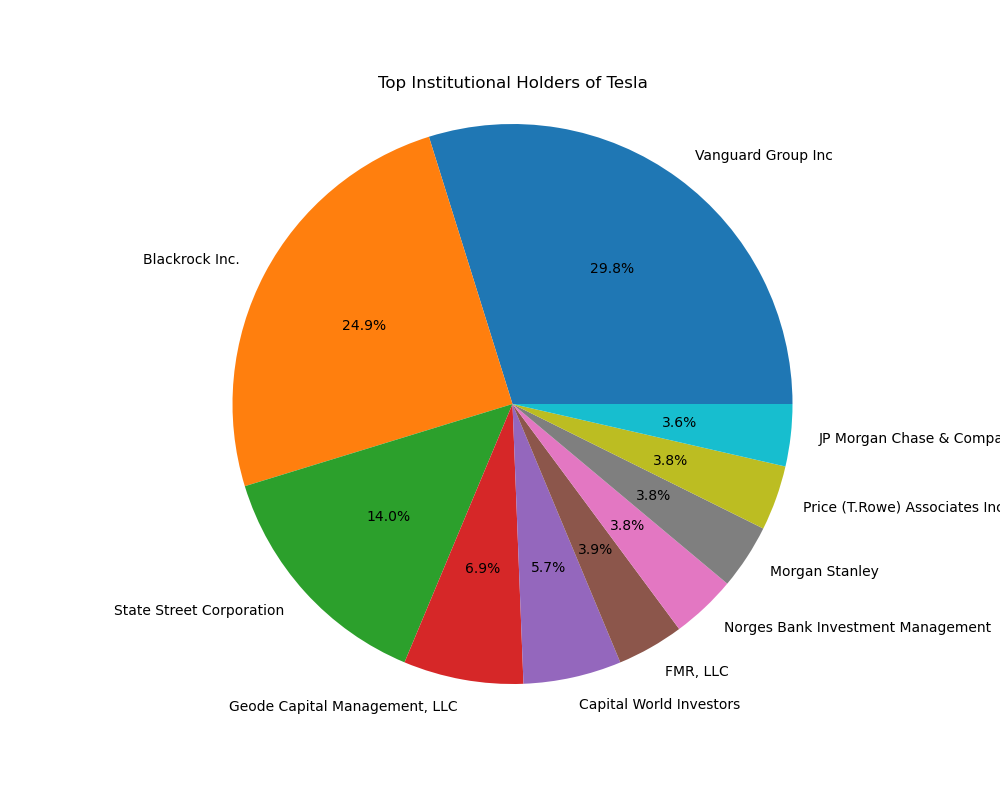 Top Institutional Holders of Tesla
Vanguard Group Inc
29.8%
Blackrock Inc.
24.9%
State Street Corporation
14.0%
Geode Capital Management, LLC
6.9%
Capital World Investors
5.7%
FMR, LLC
3.9%
Norges Bank Investment Management
3.8%
Morgan Stanley
3.8%
Price (T.Rowe) Associates Inc
3.8%
JP Morgan Chase & Compa
3.6%